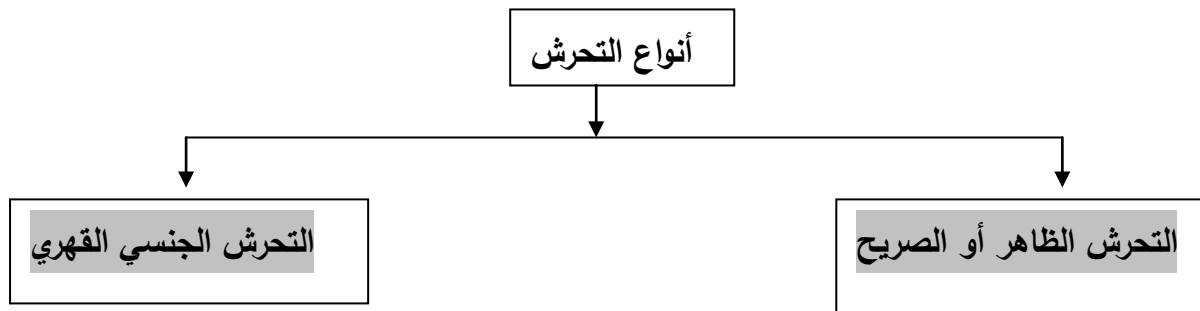 أنواع التحرش
التحرش الظاهر أو الصريح
التحرش الجنسي القهري